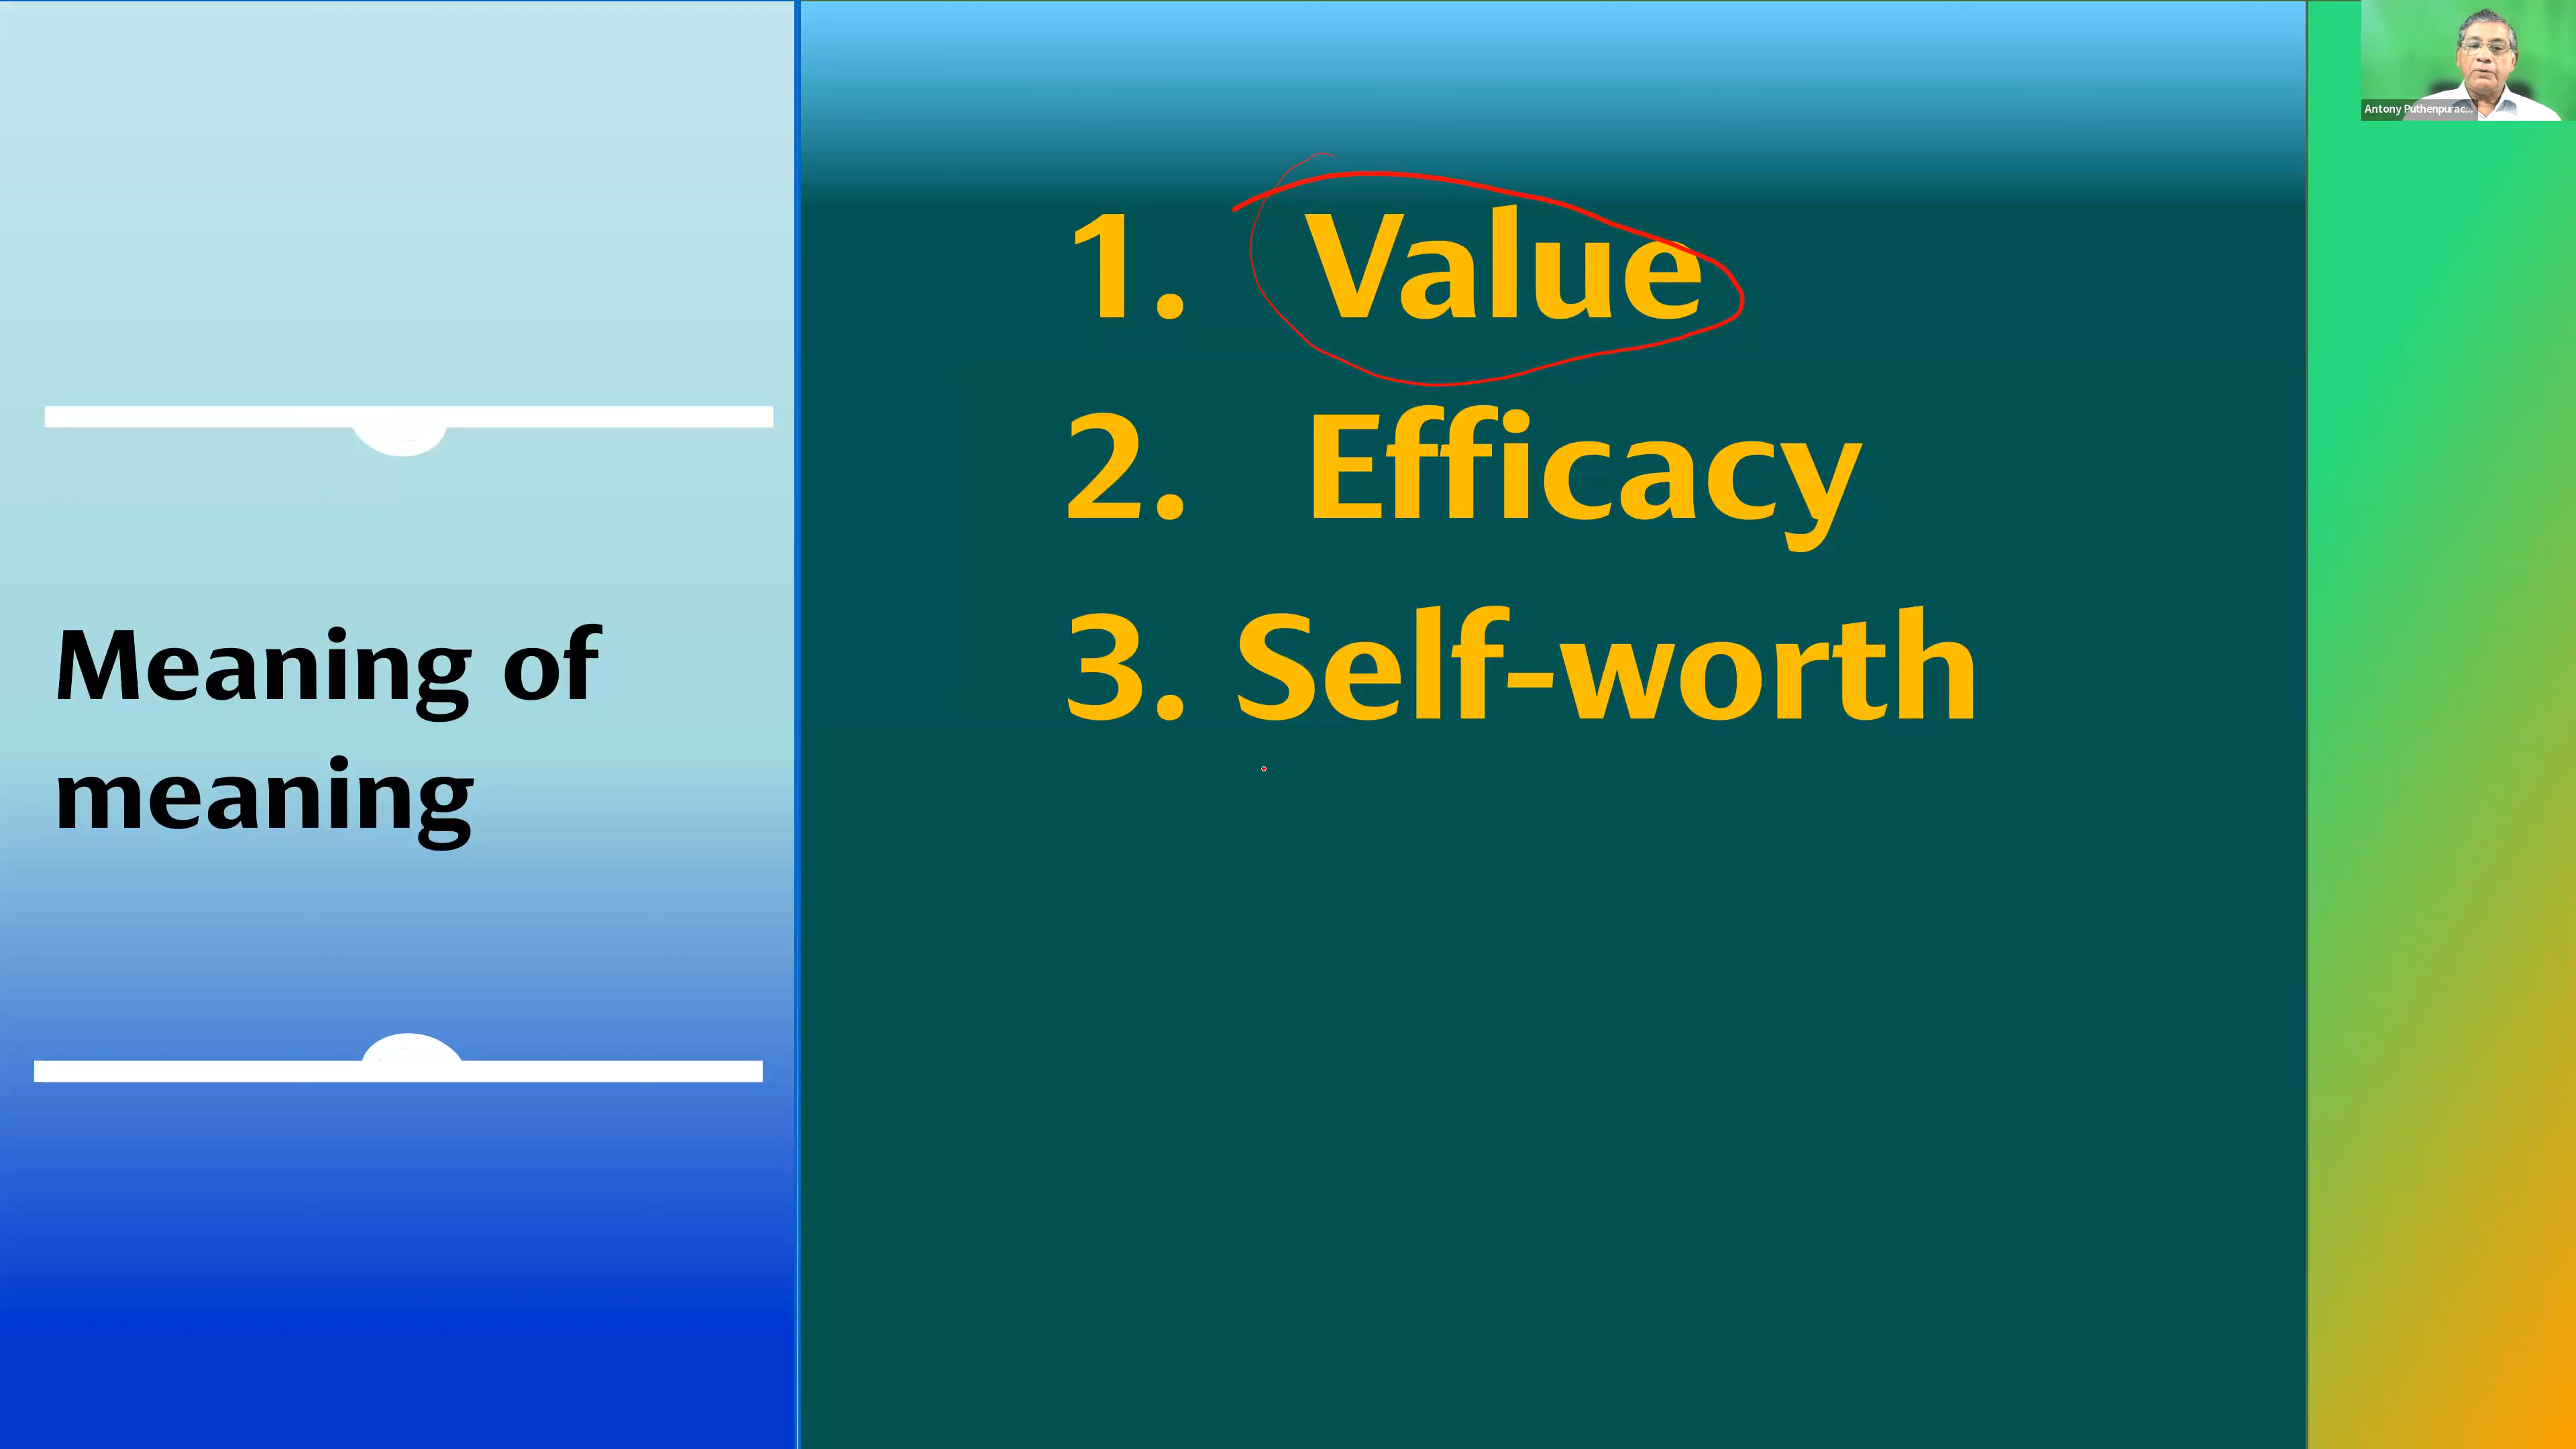 Meaning of
meaning
1. Value
2. Efficacy
3. Self-worth
Antony Puthenpurac...